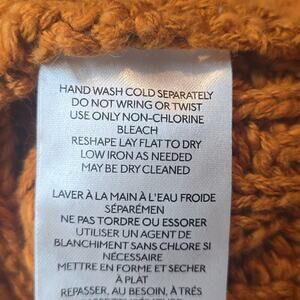 HAND WASH COLD SEPARATELY
DO NOT WRING OR TWIST
USE ONLY NON-CHLORINE
BLEACH
RESHAPE LAY FLAT TO DRY
LOW IRON AS NEEDED
MAY BE DRY CLEANED
LAVER À LA MAIN À L'EAU FROIDE
SÉPARÉMEN
NE PAS TORDRE OU ESSORER
UTILISER UN AGENT DE
BLANCHIMENT SANS CHLORE SI
NÉCESSAIRE
METTRE EN FORME ET SECHER
À PLAT
REPASSER, AU BESOIN, À TRÉS